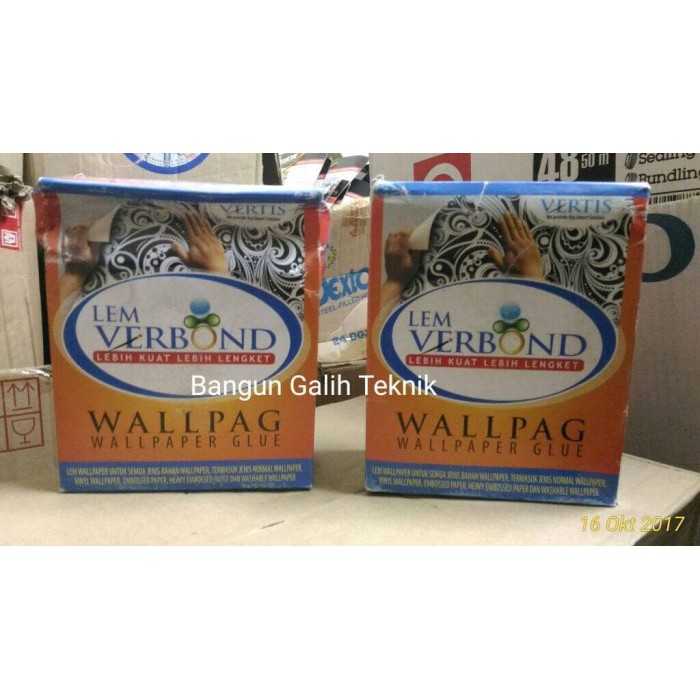 VERTIS
LEM
VERBOND
LEBIH KUAT LEBIH LENGKET
WALLPAG
WALLPAPER GLUE
LEM WALLPAPER UNTUK SEMUA JENIS BAHAN WALLPAPER, TERMASUK JENIS NORMAL WALLPAPER,
VINYL WALLPAPER, EMBOSSED PAPER, HEAVY EMBOSSED PAPER DAN WASHABLE WALLPAPER
VERTIS
LEM
VERBOND
LEBIH KUAT LEBIH LENGKET
WALLPAG
WALLPAPER GLUE
LEM WALLPAPER UNTUK SEMUA JENIS BAHAN WALLPAPER, TERMASUK JENIS NORMAL WALLPAPER,
VINYL WALLPAPER, EMBOSSED PAPER, HEAVY EMBOSSED PAPER DAN WASHABLE WALLPAPER
Bangun Galih Teknik
48
50 m
Sealing
Bundling
24 DOZ
16 Okt 2017